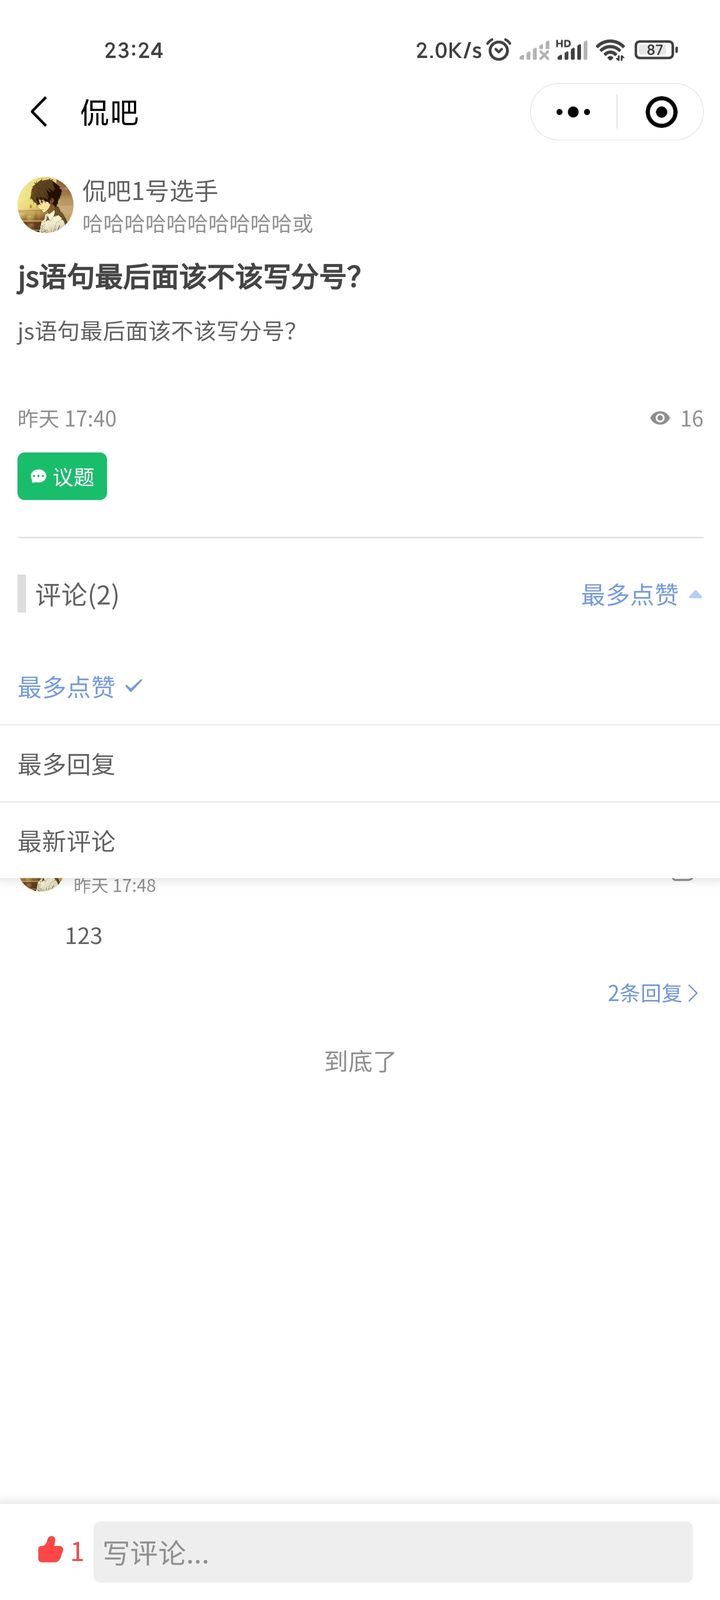 23:24
2.0K/s HD 87
侃吧
侃吧1号选手
哈哈哈哈哈哈哈哈哈哈或
js语句最后面该不该写分号？
js语句最后面该不该写分号？
昨天 17:40
16
议题
评论(2)
最多点赞
最多点赞
最多回复
最新评论
昨天 17:48
123
2条回复
到底了
1
写评论...